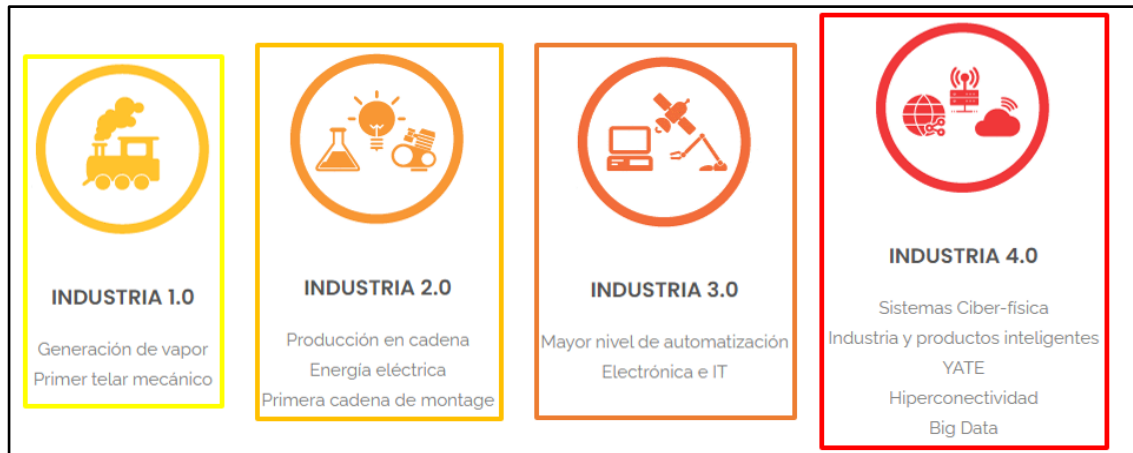 INDUSTRIA 1.0
Generación de vapor
Primer telar mecánico
INDUSTRIA 2.0
Producción en cadena
Energía eléctrica
Primera cadena de montage
INDUSTRIA 3.0
Mayor nivel de automatización
Electrónica e IT
INDUSTRIA 4.0
Sistemas Ciber-física
Industria y productos inteligentes
YATE
Hiperconectividad
Big Data